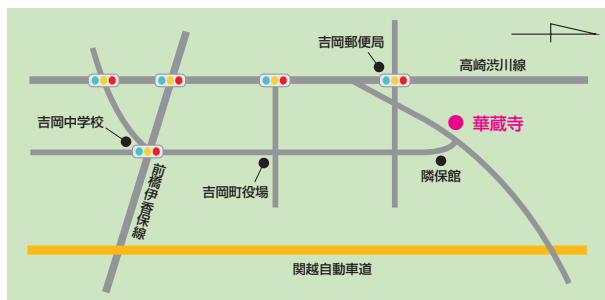 吉岡郵便局
高崎渋川線
吉岡中学校
華蔵寺
前橋伊香保線
吉岡町役場
隣保館
関越自動車道